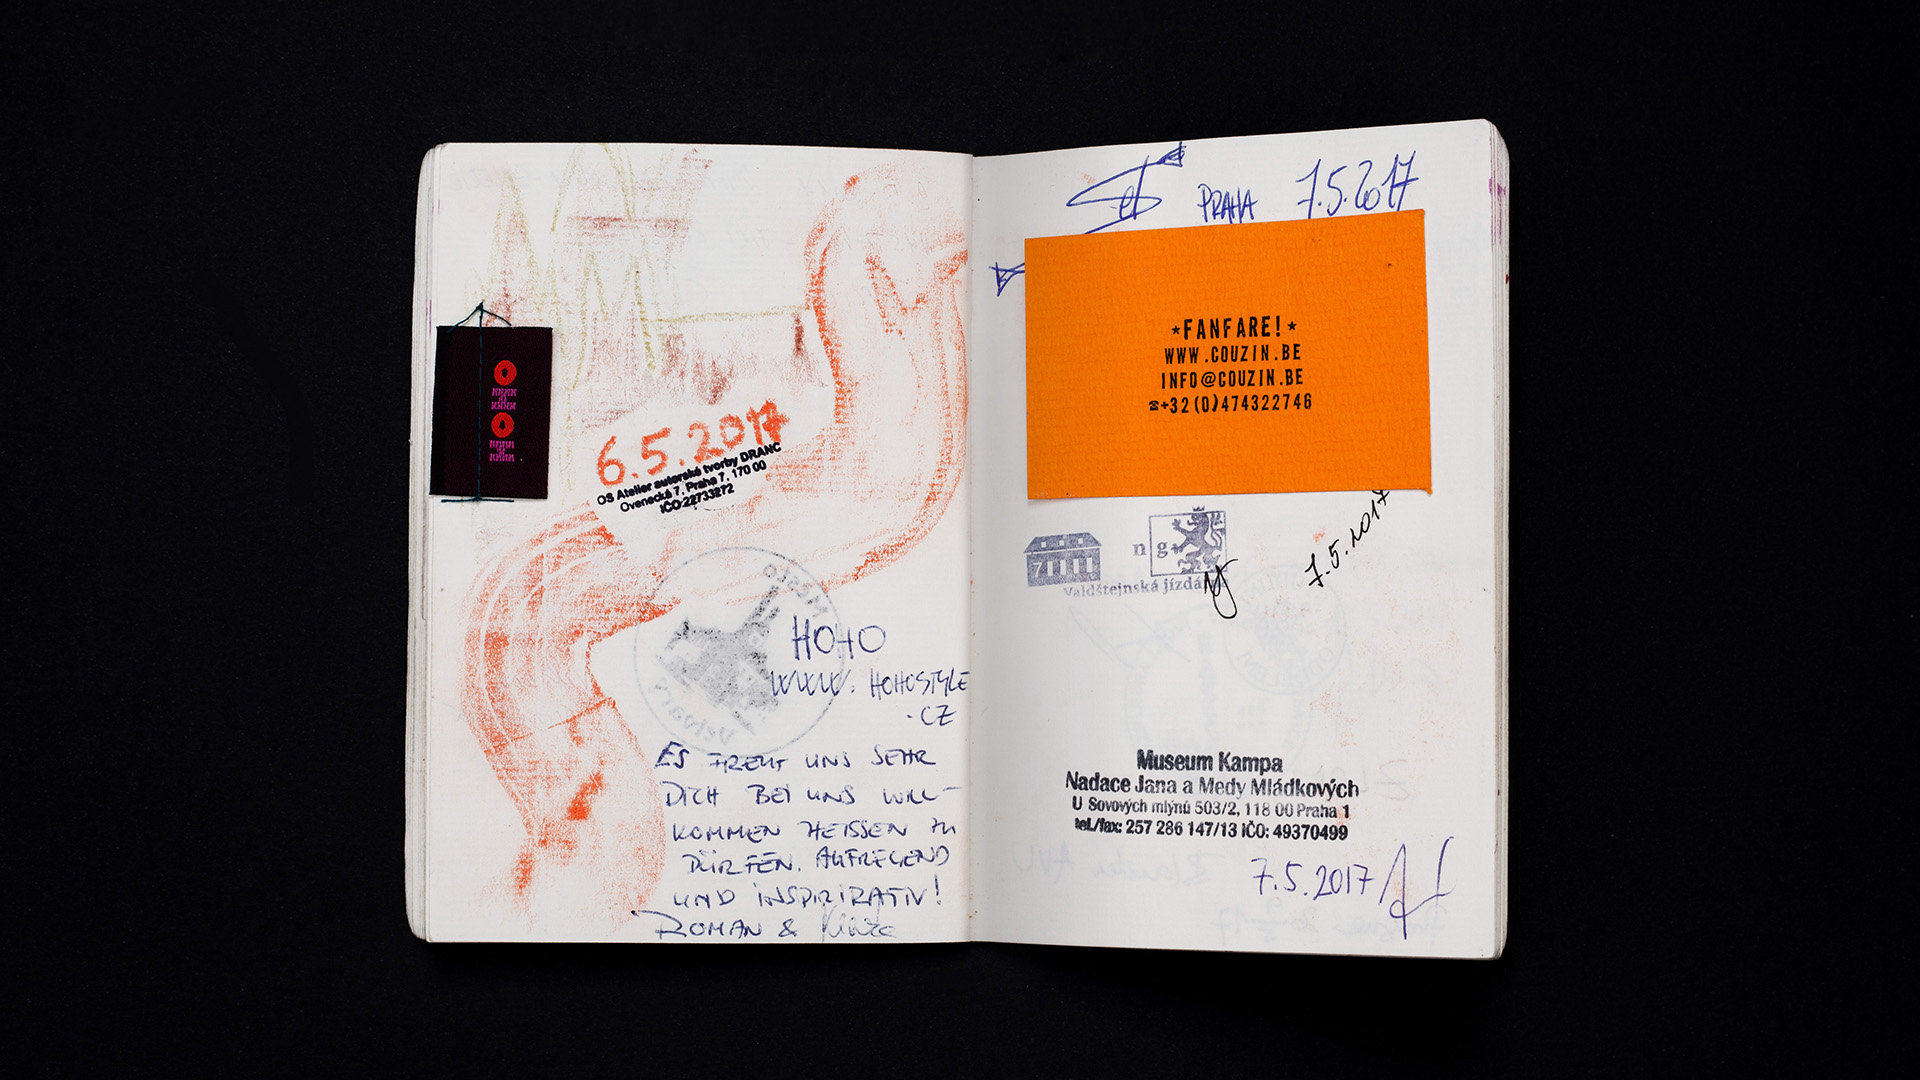 6.5.2017
OS Atelier autorské tvorby DRANC
Ovenecká 7, Praha 7, 170 00
IČO:22733272
Město
Velvary
HOHO
WWW. HOHOSTYLE
.CZ
ES FREUT UNS SEHR
DICH BEI UNS WILL-
KOMMEN HEISSEN ZU
DÜRFEN. AUFREGEND
UND INSPIRIRATIV!
ROMAN &
PRAHA 7.5.2017
★FANFARE!★
WWW.COUZIN.BE
INFO@COUZIN.BE
☎+32(0)474322746
7.5.2017
71111
n g
Valdštejnská jízdárna
Museum Kampa
Nadace Jana a Medy Mládkových
U Sovových mlýnů 503/2, 118 00 Praha 1
tel./fax: 257 286 147/13 IČO: 49370499
7.5.2017